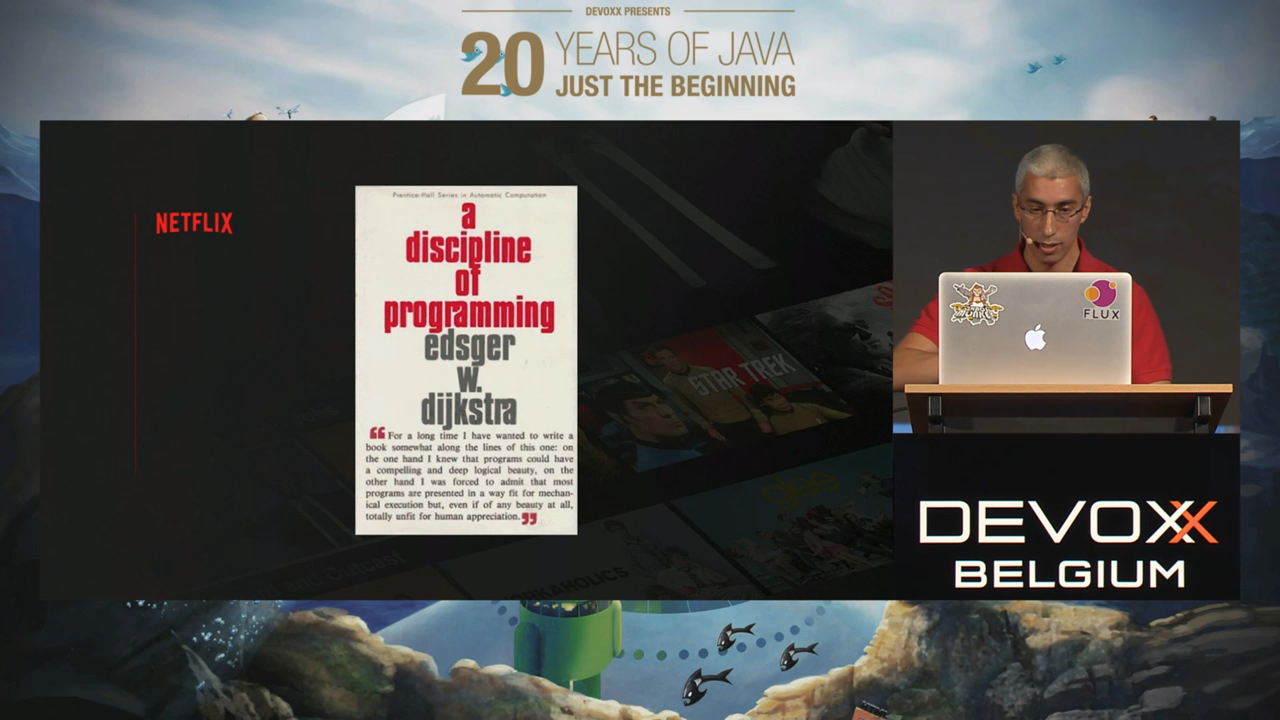 DEVOXX PRESENTS
20 YEARS OF JAVA
JUST THE BEGINNING
NETFLIX
Prentice-Hall Series in Automatic Computation
a
discipline
of
programming
edsger
w.
dijkstra
“For a long time I have wanted to write a
book somewhat along the lines of this one: on
the one hand I knew that programs could have
a compelling and deep logical beauty, on the
other hand I was forced to admit that most
programs are presented in a way fit for mechan-
ical execution but, even if of any beauty at all,
totally unfit for human appreciation.”
STAR TREK
glee
WORKAHOLICS
Outcast
FLUX
DEVOXX
BELGIUM